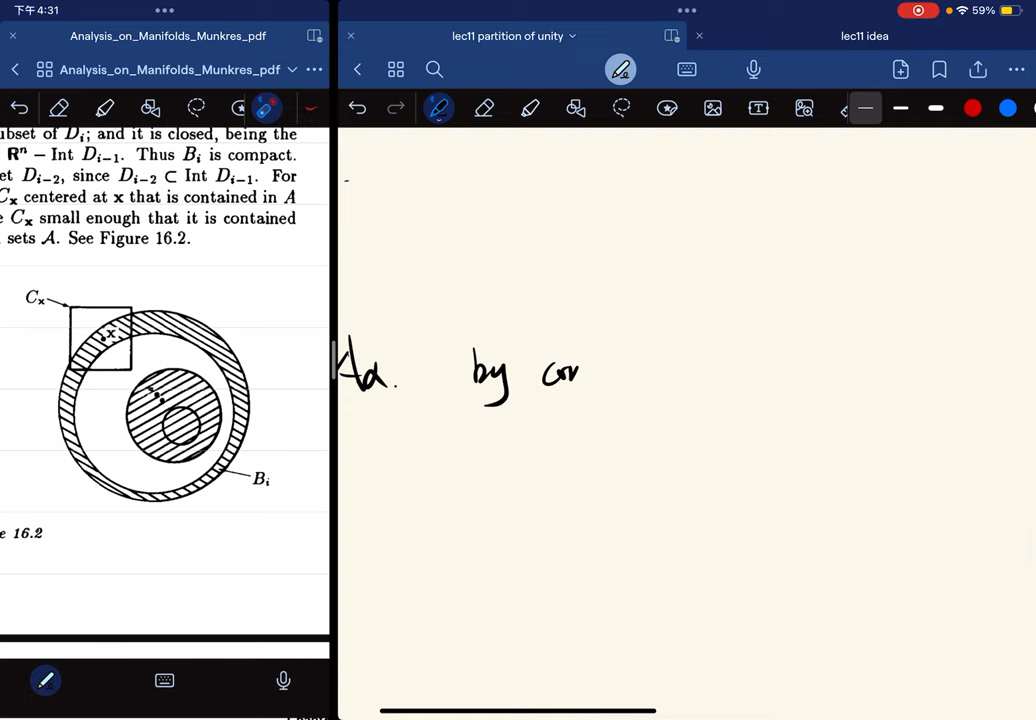 下午4:31
59%
Analysis_on_Manifolds_Munkres_pdf
lec11 partition of unity
lec11 idea
Analysis_on_Manifolds_Munkres_pdf
ubset of Dᵢ; and it is closed, being the
Rⁿ − Int Dᵢ₋₁. Thus Bᵢ is compact.
et Dᵢ₋₂, since Dᵢ₋₂ ⊂ Int Dᵢ₋₁. For
Cₓ centered at x that is contained in A
e Cₓ small enough that it is contained
sets A. See Figure 16.2.
Cₓ
x
Bᵢ
e 16.2
Aα. by con